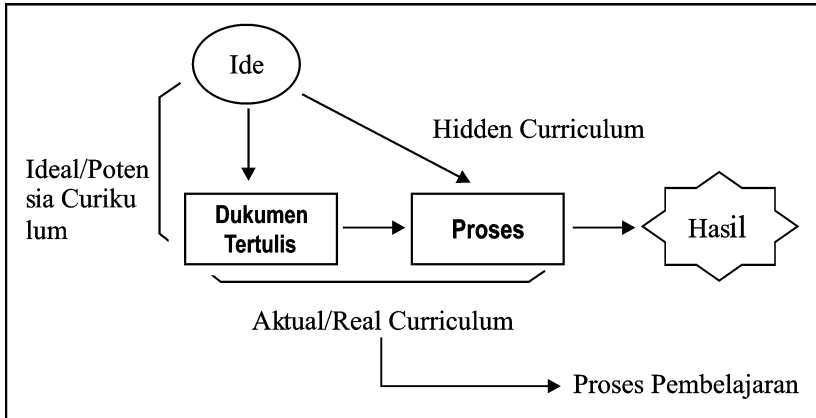 Ide
Hidden Curriculum
Ideal/Poten
sia Curiku
lum
Dukumen
Tertulis
Proses
Hasil
Aktual/Real Curriculum
Proses Pembelajaran